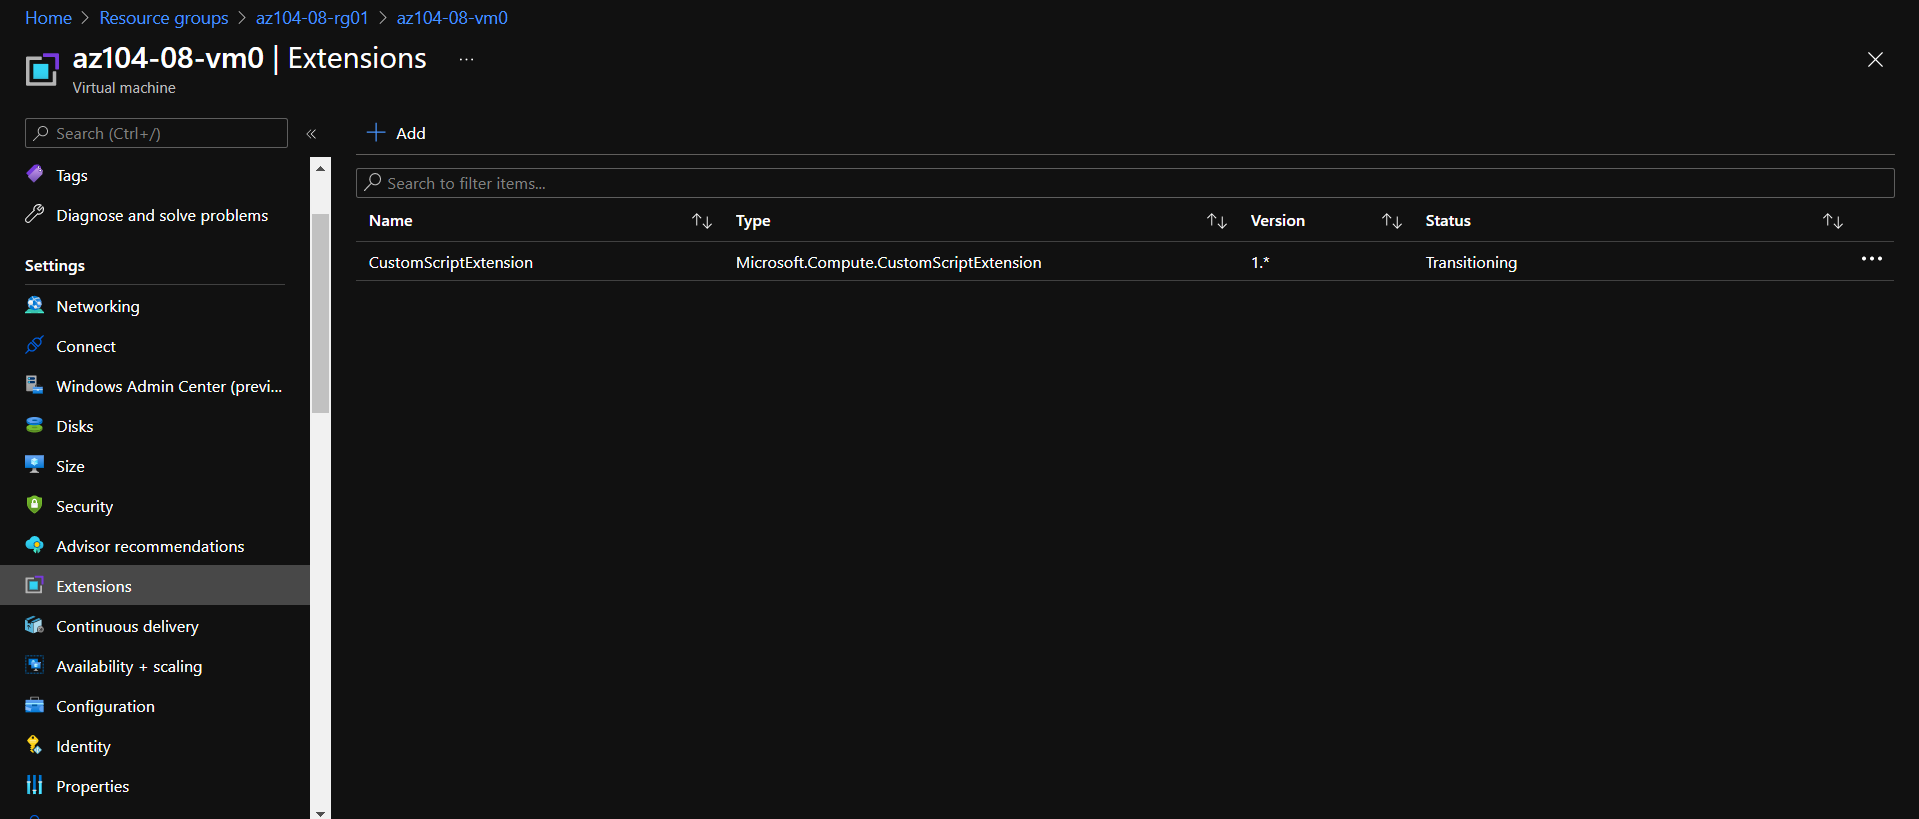 Home > Resource groups > az104-08-rg01 > az104-08-vm0
az104-08-vm0 | Extensions ...
Virtual machine
Search (Ctrl+/)
«
Tags
Diagnose and solve problems
Settings
Networking
Connect
Windows Admin Center (previ...
Disks
Size
Security
Advisor recommendations
Extensions
Continuous delivery
Availability + scaling
Configuration
Identity
Properties
+ Add
Search to filter items...
Name Type Version Status
CustomScriptExtension Microsoft.Compute.CustomScriptExtension 1.* Transitioning ...